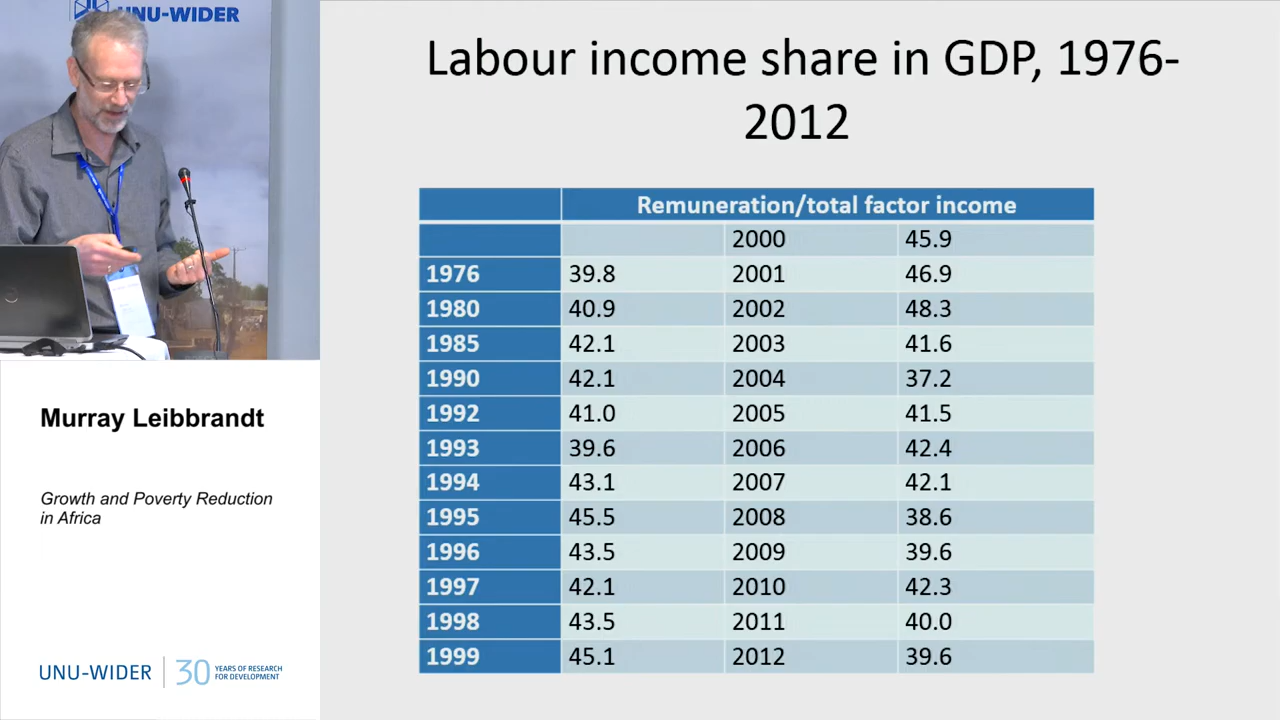 UNU-WIDER
Labour income share in GDP, 1976-
2012
Remuneration/total factor income
2000 45.9
1976 39.8 2001 46.9
1980 40.9 2002 48.3
1985 42.1 2003 41.6
1990 42.1 2004 37.2
1992 41.0 2005 41.5
1993 39.6 2006 42.4
1994 43.1 2007 42.1
1995 45.5 2008 38.6
1996 43.5 2009 39.6
1997 42.1 2010 42.3
1998 43.5 2011 40.0
1999 45.1 2012 39.6
Murray Leibbrandt
Growth and Poverty Reduction
in Africa
UNU-WIDER
30 YEARS OF RESEARCH
FOR DEVELOPMENT